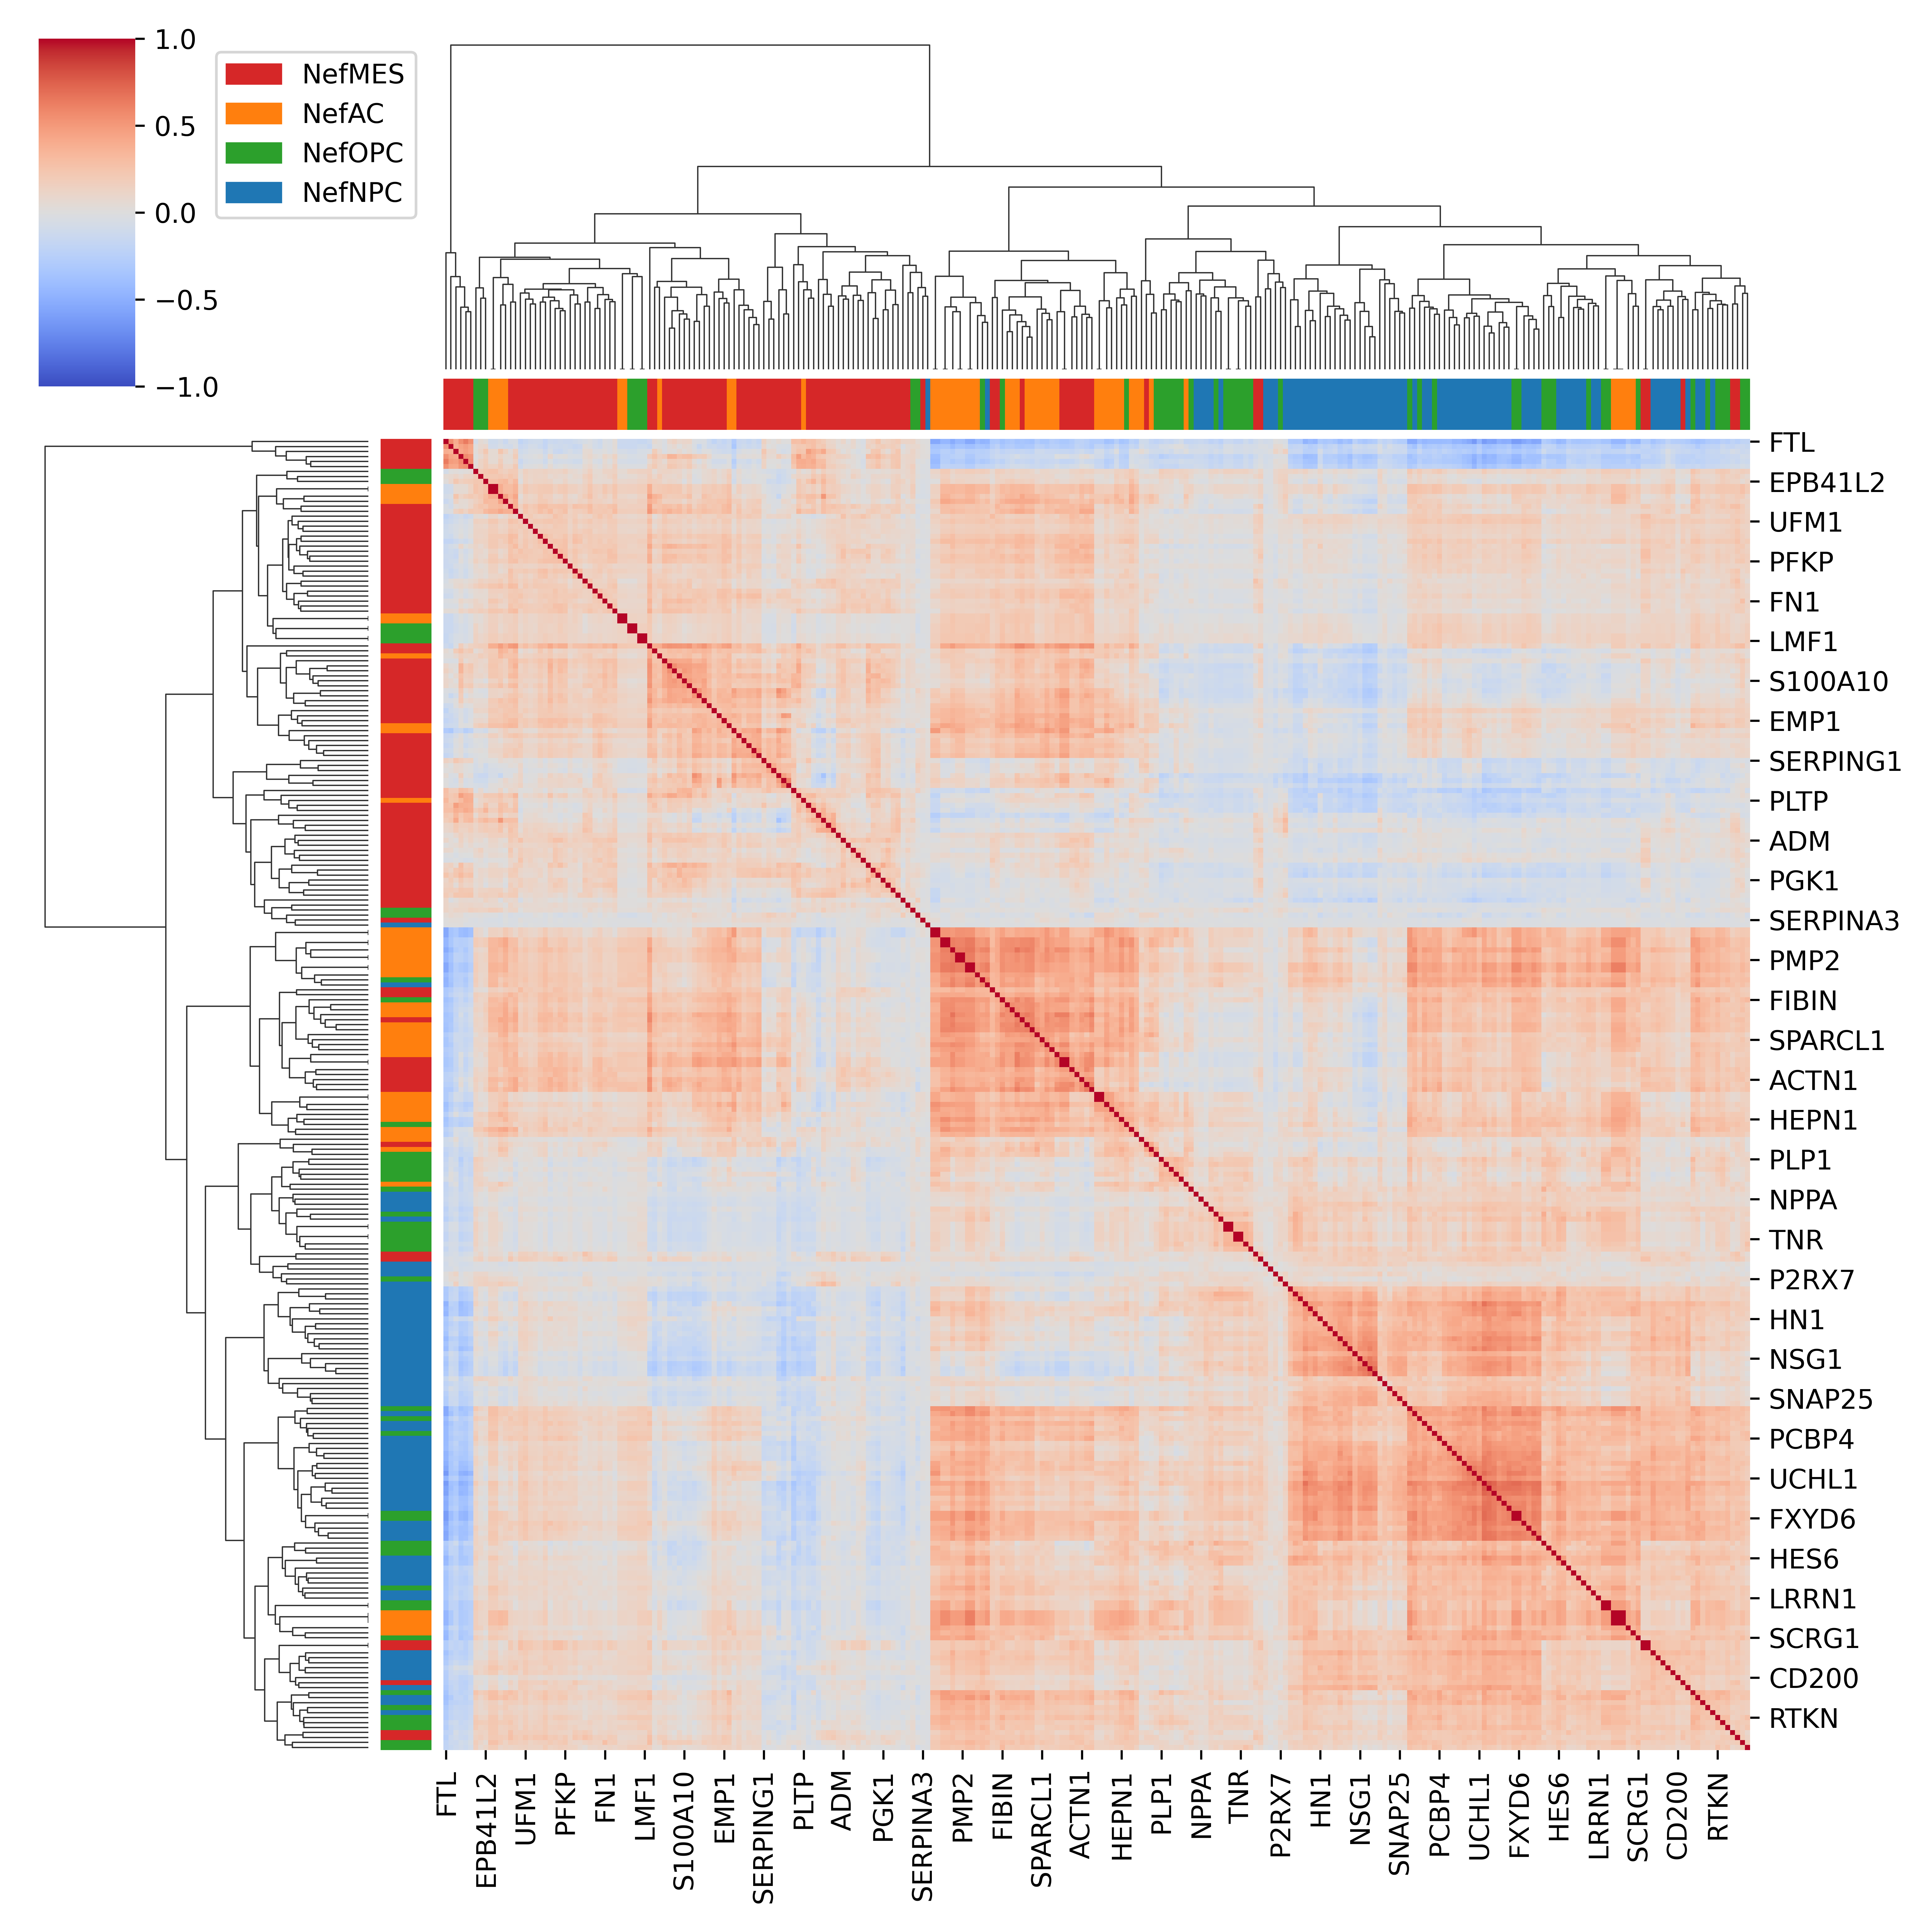 1.0
0.5
0.0
−0.5
−1.0
NefMES
NefAC
NefOPC
NefNPC
FTL
EPB41L2
UFM1
PFKP
FN1
LMF1
S100A10
EMP1
SERPING1
PLTP
ADM
PGK1
SERPINA3
PMP2
FIBIN
SPARCL1
ACTN1
HEPN1
PLP1
NPPA
TNR
P2RX7
HN1
NSG1
SNAP25
PCBP4
UCHL1
FXYD6
HES6
LRRN1
SCRG1
CD200
RTKN
FTL
EPB41L2
UFM1
PFKP
FN1
LMF1
S100A10
EMP1
SERPING1
PLTP
ADM
PGK1
SERPINA3
PMP2
FIBIN
SPARCL1
ACTN1
HEPN1
PLP1
NPPA
TNR
P2RX7
HN1
NSG1
SNAP25
PCBP4
UCHL1
FXYD6
HES6
LRRN1
SCRG1
CD200
RTKN